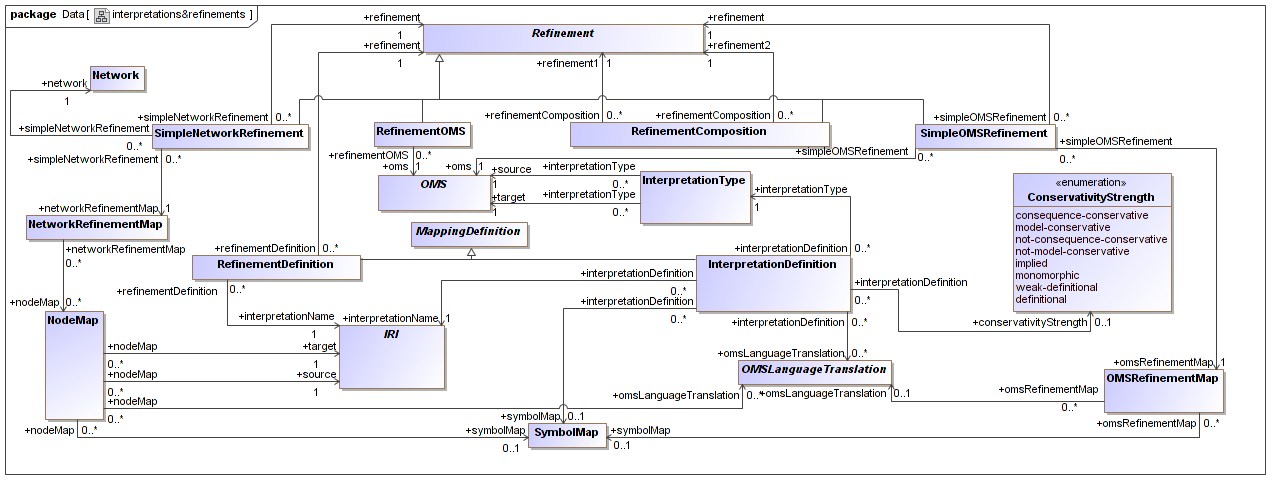 package Data[ interpretations&refinements ]
+refinement
+refinement
1
Refinement
1
+refinement
+refinement2
1
+refinement1
1
1
Network
+network
1
+simpleNetworkRefinement
0..*
+simpleNetworkRefinement
0..*
SimpleNetworkRefinement
+simpleNetworkRefinement
0..*
RefinementOMS
+refinementOMS
0..*
+refinementComposition
0..*
+refinementComposition
0..*
RefinementComposition
+simpleOMSRefinement
0..*
SimpleOMSRefinement
+simpleOMSRefinement
0..*
+simpleOMSRefinement
0..*
+oms
1
+oms
1
OMS
+source
1
+interpretationType
0..*
+target
1
+interpretationType
0..*
InterpretationType
+interpretationType
1
«enumeration»
ConservativityStrength
consequence-conservative
model-conservative
not-consequence-conservative
not-model-conservative
implied
monomorphic
weak-definitional
definitional
+networkRefinementMap
1
NetworkRefinementMap
+networkRefinementMap
0..*
MappingDefinition
+refinementDefinition
0..*
RefinementDefinition
+refinementDefinition
0..*
+interpretationDefinition
0..*
InterpretationDefinition
+interpretationDefinition
0..*
+interpretationDefinition
0..*
+interpretationDefinition
0..*
+interpretationDefinition
0..*
+conservativityStrength
0..1
+nodeMap
0..*
NodeMap
+interpretationName
1
+interpretationName
1
IRI
+nodeMap
0..*
+target
1
+nodeMap
0..*
+source
1
+nodeMap
0..*
+omsLanguageTranslation
0..*
OMSLanguageTranslation
+omsLanguageTranslation
0..*
+omsLanguageTranslation
0..1
+omsRefinementMap
1
OMSRefinementMap
+omsRefinementMap
0..*
+omsRefinementMap
0..*
+nodeMap
0..*
+symbolMap
0..1
+symbolMap
0..1
SymbolMap
+symbolMap
0..1